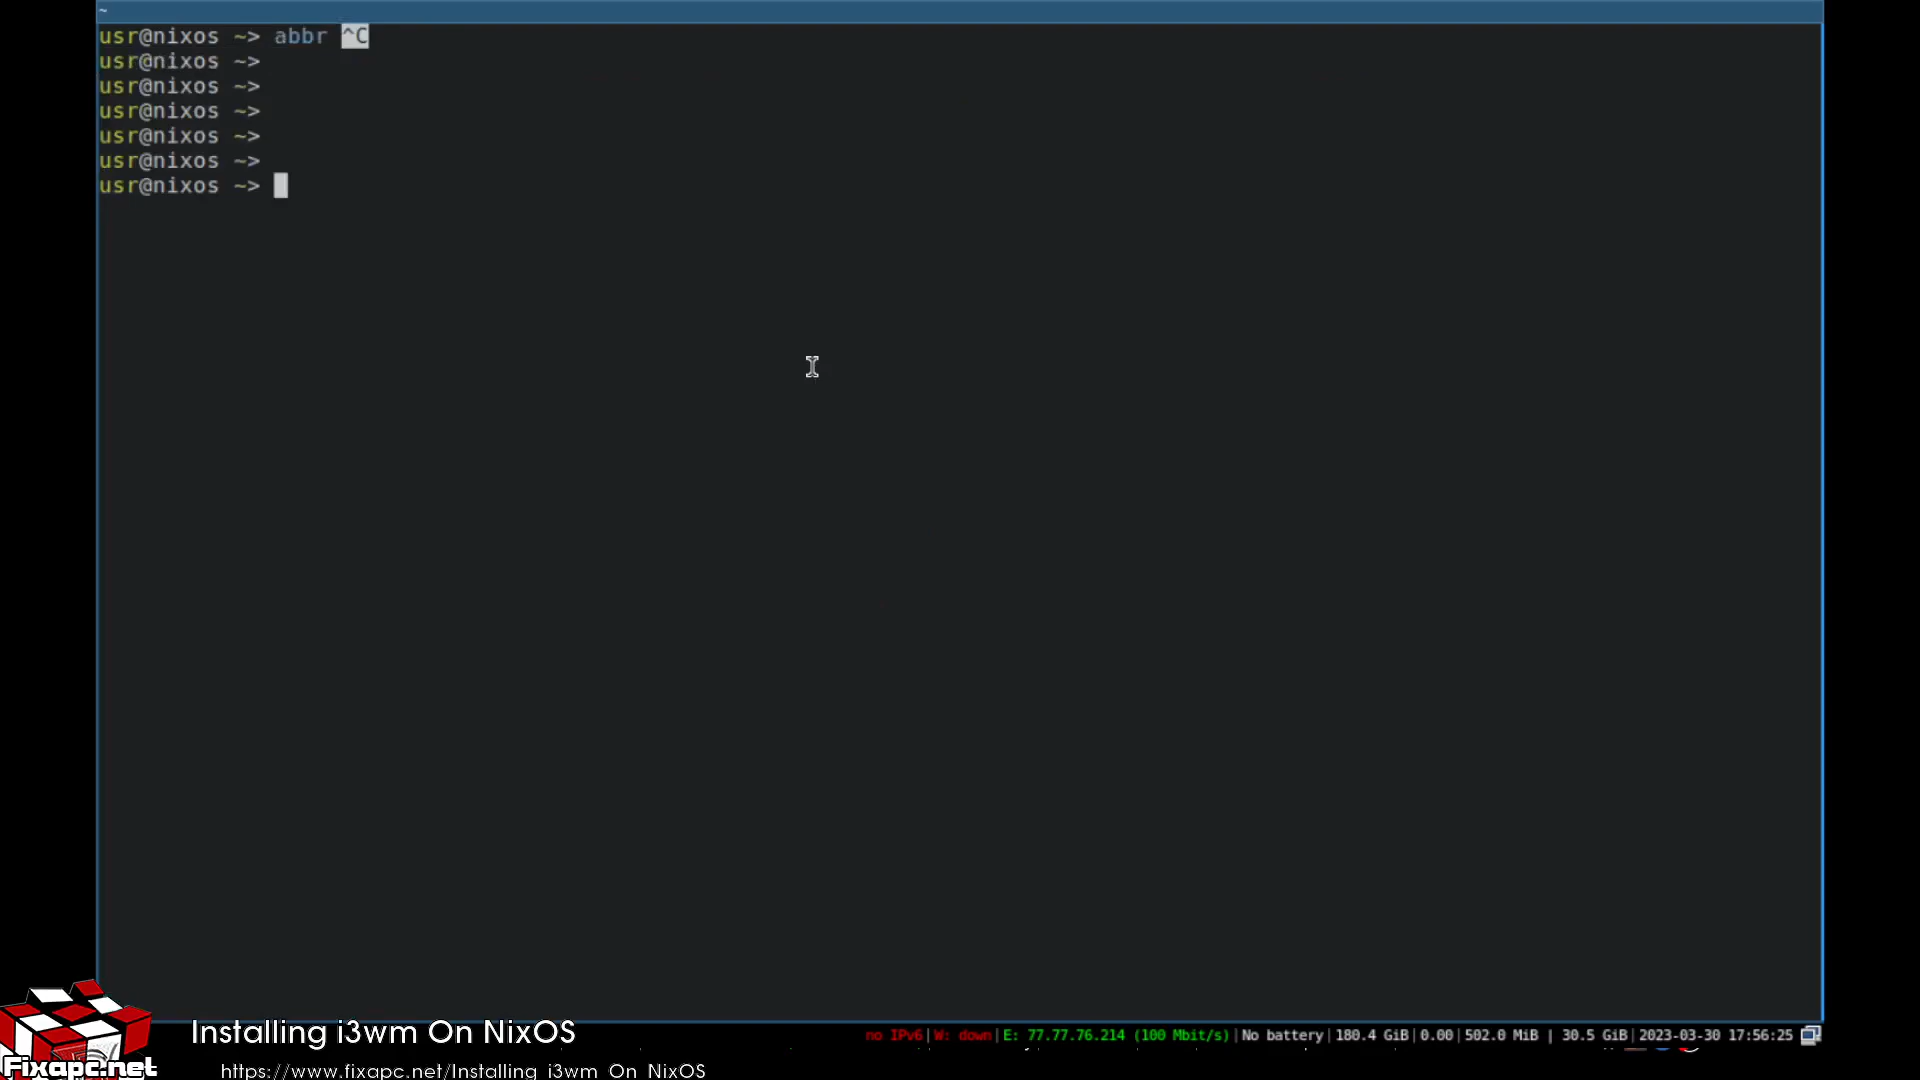 ~
usr@nixos ~> abbr ^C
usr@nixos ~>
usr@nixos ~>
usr@nixos ~>
usr@nixos ~>
usr@nixos ~>
usr@nixos ~>
Installing i3wm On NixOS
no IPv6|W: down|E: 77.77.76.214 (100 Mbit/s)|No battery|180.4 GiB|0.00|502.0 MiB | 30.5 GiB|2023-03-30 17:56:25
Fixapc.net
https://www.fixapc.net/Installing_i3wm_On_NixOS